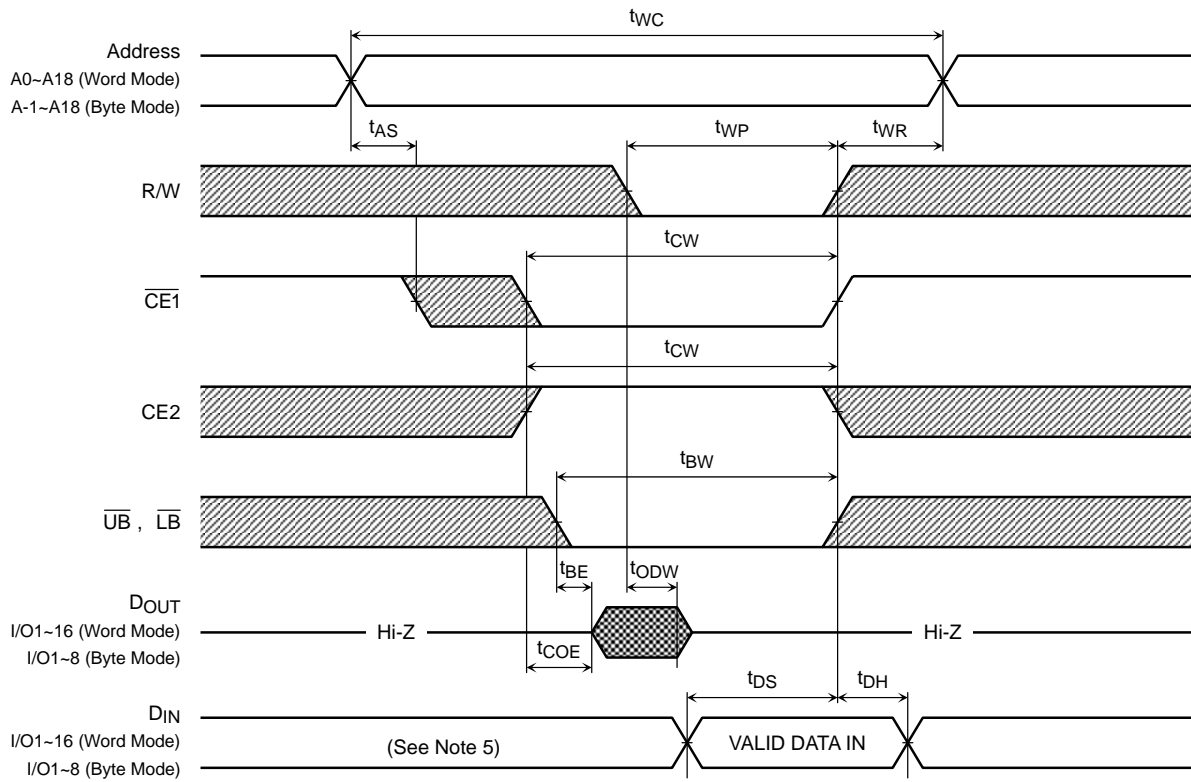 tWC
Address
A0~A18 (Word Mode)
A-1~A18 (Byte Mode)
tAS
tWP
tWR
R/W
tCW
CE1
tCW
CE2
tBW
UB , LB
tBE
tODW
DOUT
I/O1~16 (Word Mode)
Hi-Z
Hi-Z
I/O1~8 (Byte Mode)
tCOE
tDS
tDH
DIN
I/O1~16 (Word Mode)
(See Note 5)
VALID DATA IN
I/O1~8 (Byte Mode)